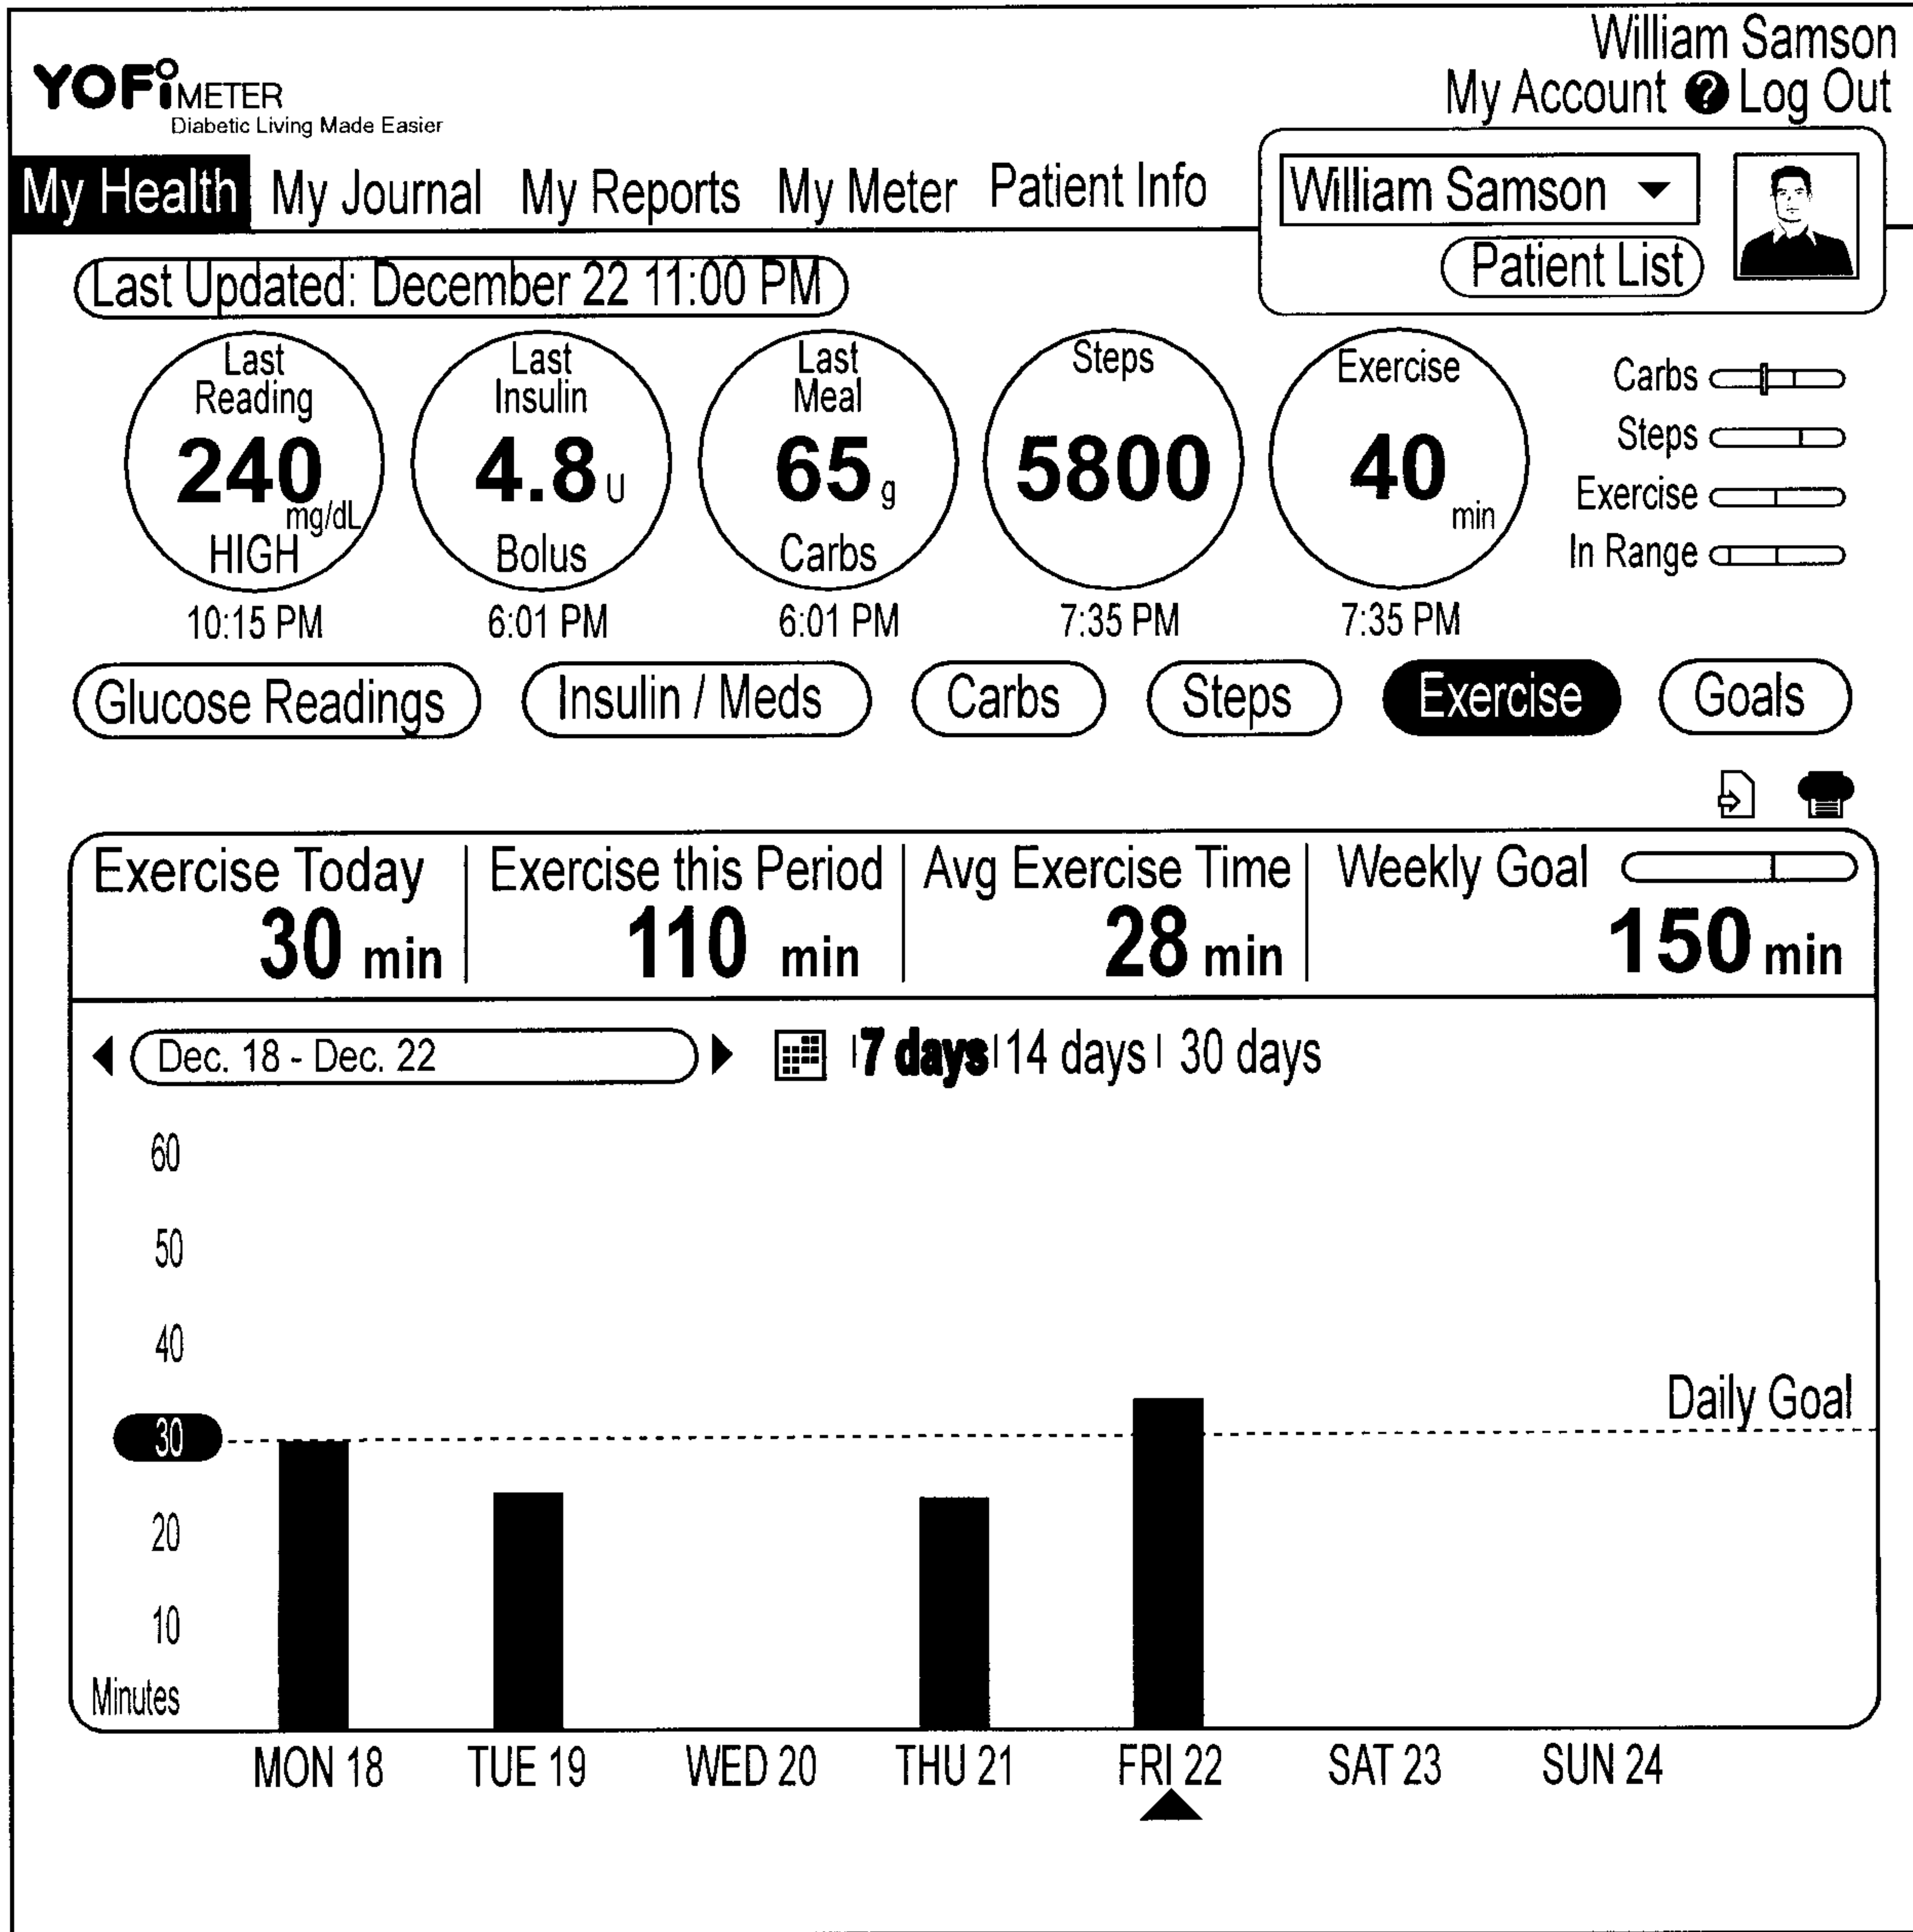 William Samson
YOFiMETER
My Account ? Log Out
Diabetic Living Made Easier
My Health My Journal My Reports My Meter Patient Info
William Samson
Patient List
Last Updated: December 22 11:00 PM
Last Reading 240 mg/dL HIGH
10:15 PM
Last Insulin 4.8 u Bolus
6:01 PM
Last Meal 65 g Carbs
6:01 PM
Steps 5800
7:35 PM
Exercise 40 min
7:35 PM
Carbs
Steps
Exercise
In Range
Glucose Readings Insulin / Meds Carbs Steps Exercise Goals
Exercise Today Exercise this Period Avg Exercise Time Weekly Goal
30 min 110 min 28 min 150 min
Dec. 18 - Dec. 22 7 days 14 days 30 days
60
50
40
Daily Goal
30
20
10
Minutes
MON 18 TUE 19 WED 20 THU 21 FRI 22 SAT 23 SUN 24